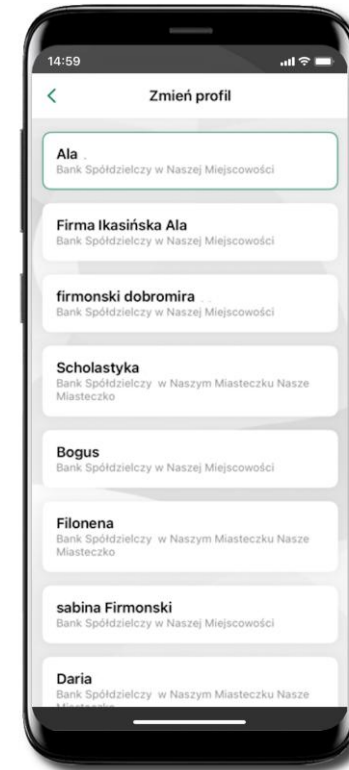 14:59
Zmień profil
Ala
Bank Spółdzielczy w Naszej Miejscowości
Firma Ikasińska Ala
Bank Spółdzielczy w Naszej Miejscowości
firmonski dobromira
Bank Spółdzielczy w Naszej Miejscowości
Scholastyka
Bank Spółdzielczy w Naszym Miasteczku Nasze
Miasteczko
Bogus
Bank Spółdzielczy w Naszej Miejscowości
Filonena
Bank Spółdzielczy w Naszym Miasteczku Nasze
Miasteczko
sabina Firmonski
Bank Spółdzielczy w Naszej Miejscowości
Daria
Bank Spółdzielczy w Naszym Miasteczku Nasze